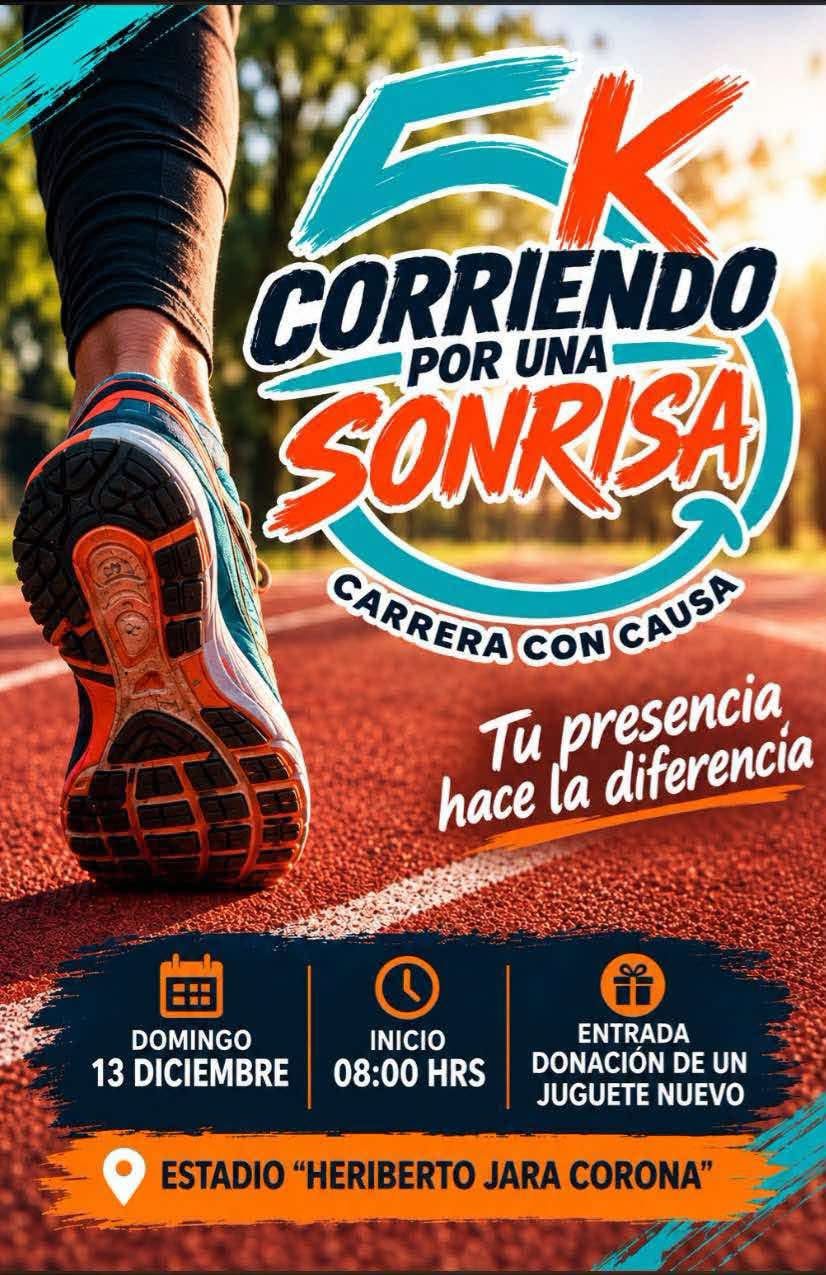 5K
CORRIENDO
POR UNA
SONRISA
CARRERA CON CAUSA
Tu presencia
hace la diferencia
DOMINGO
13 DICIEMBRE
INICIO
08:00 HRS
ENTRADA
DONACIÓN DE UN
JUGUETE NUEVO
ESTADIO "HERIBERTO JARA CORONA"